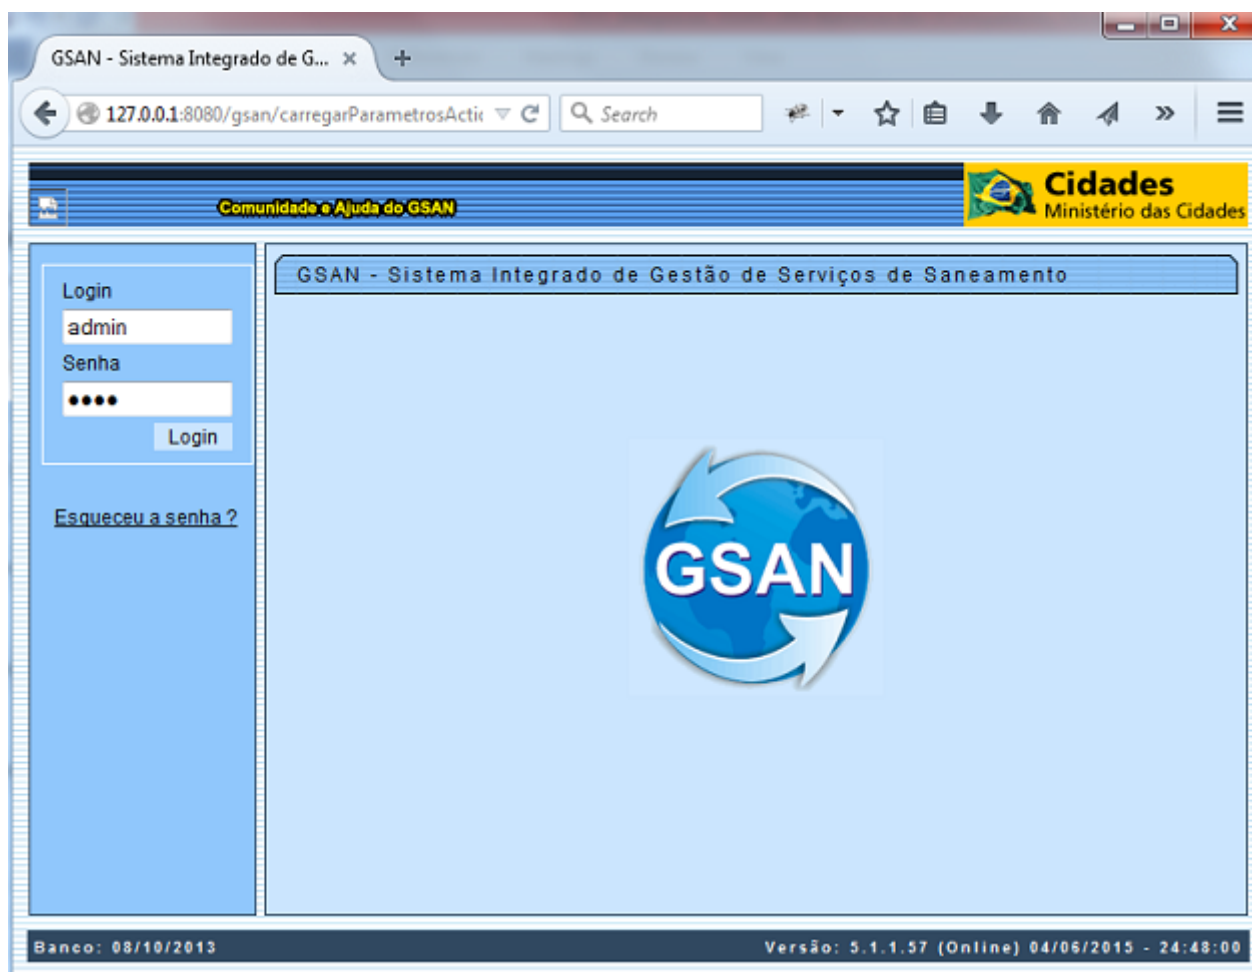 GSAN - Sistema Integrado de G...
127.0.0.1:8080/gsan/carregarParametrosActi
Search
Comunidade e Ajuda do GSAN
Cidades
Ministério das Cidades
GSAN - Sistema Integrado de Gestão de Serviços de Saneamento
Login
admin
Senha
••••
Login
Esqueceu a senha ?
GSAN
Banco: 08/10/2013
Versão: 5.1.1.57 (Online) 04/06/2015 - 24:48:00